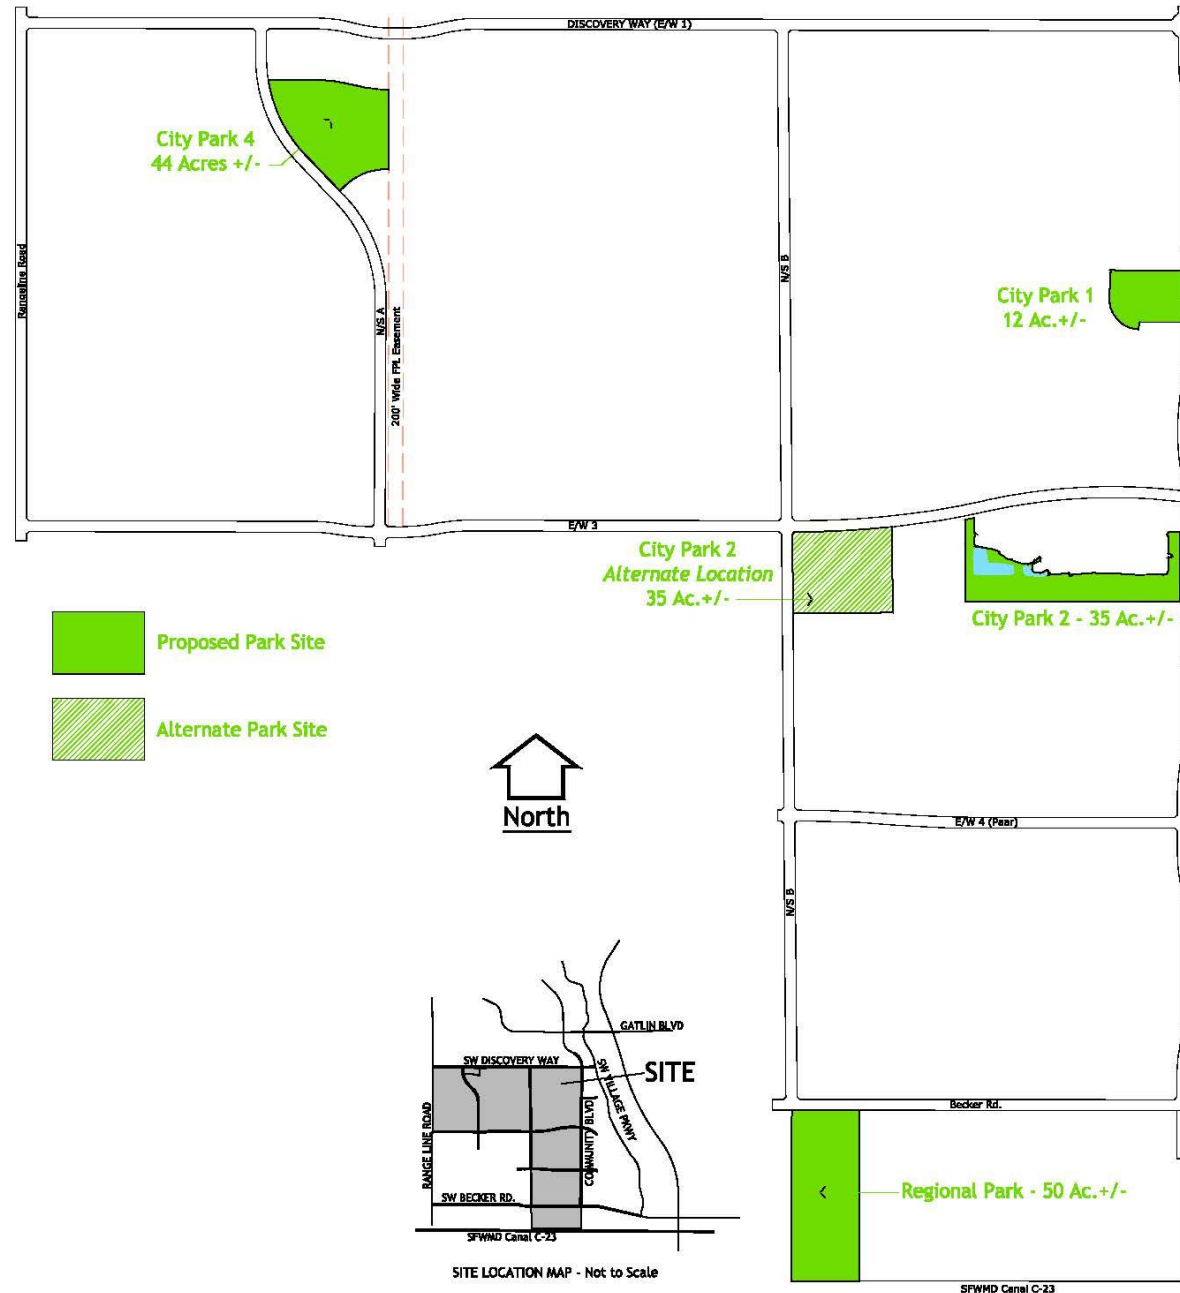 DISCOVERY WAY (E/W 1)
City Park 4
44 Acres +/-
Rangeline Road
N/S A
200' Wide FPL Easement
N/S B
City Park 1
12 Ac.+/-
E/W 3
City Park 2
Alternate Location
35 Ac.+/-
City Park 2 - 35 Ac.+/-
Proposed Park Site
Alternate Park Site
North
E/W 4 (Paar)
N/S B
Becker Rd.
Regional Park - 50 Ac.+/-
SFWMD Canal C-23
GATLIN BLVD
SW DISCOVERY WAY
SITE
SW VILLAGE PKWY
COMMUNITY BLVD
RANGE LINE ROAD
SW BECKER RD.
SFWMD Canal C-23
SITE LOCATION MAP - Not to Scale